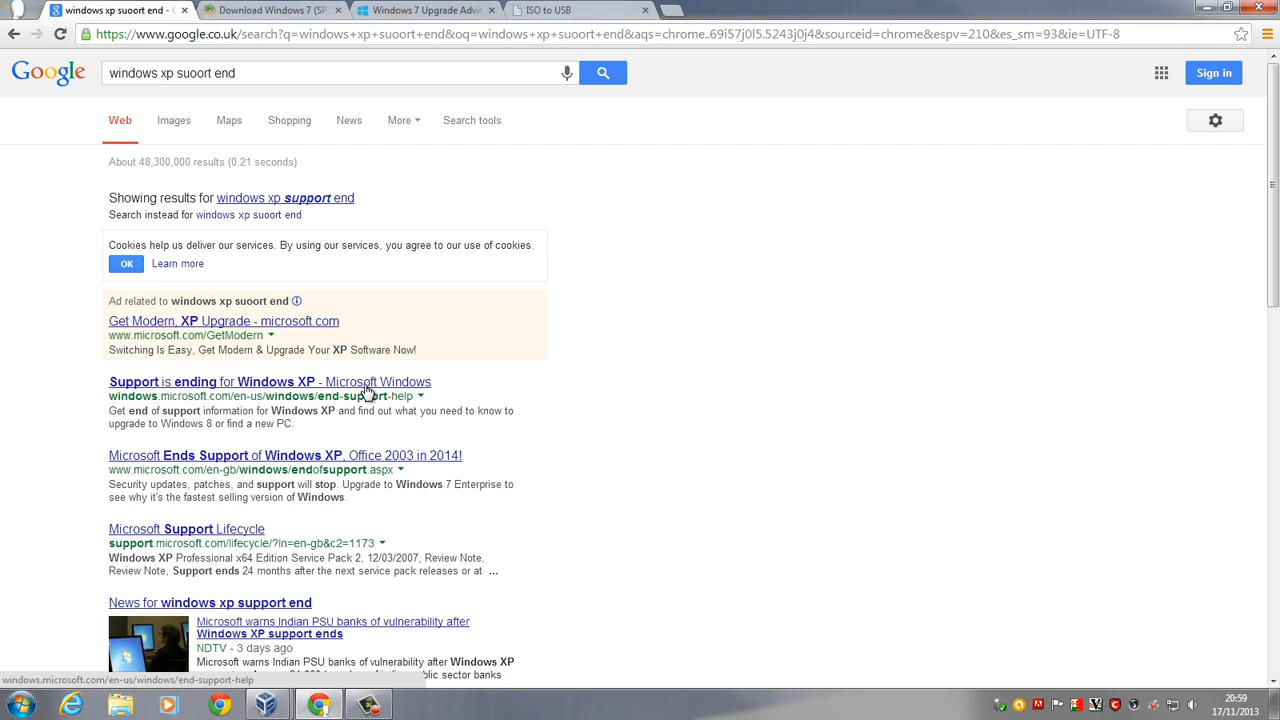 windows xp suoort end - 
Download Windows 7 (SP
Windows 7 Upgrade Advis
ISO to USB
https://www.google.co.uk/search?q=windows+xp+suoort+end&oq=windows+xp+suoort+end&aqs=chrome..69i57j0l5.5243j0j4&sourceid=chrome&espv=210&es_sm=93&ie=UTF-8
Google
windows xp suoort end
Sign in
Web Images Maps Shopping News More Search tools
About 48,300,000 results (0.21 seconds)
Showing results for windows xp support end
Search instead for windows xp suoort end
Cookies help us deliver our services. By using our services, you agree to our use of cookies.
OK Learn more
Ad related to windows xp suoort end
Get Modern, XP Upgrade - microsoft.com
www.microsoft.com/GetModern
Switching Is Easy, Get Modern & Upgrade Your XP Software Now!
Support is ending for Windows XP - Microsoft Windows
windows.microsoft.com/en-us/windows/end-support-help
Get end of support information for Windows XP and find out what you need to know to
upgrade to Windows 8 or find a new PC.
Microsoft Ends Support of Windows XP, Office 2003 in 2014!
www.microsoft.com/en-gb/windows/endofsupport.aspx
Security updates, patches, and support will stop. Upgrade to Windows 7 Enterprise to
see why it's the fastest selling version of Windows.
Microsoft Support Lifecycle
support.microsoft.com/lifecycle/?ln=en-gb&c2=1173
Windows XP Professional x64 Edition Service Pack 2, 12/03/2007, Review Note,
Review Note, Support ends 24 months after the next service pack releases or at ...
News for windows xp support end
Microsoft warns Indian PSU banks of vulnerability after
Windows XP support ends
NDTV - 3 days ago
Microsoft warns Indian PSU banks of vulnerability after Windows XP
sector banks
windows.microsoft.com/en-us/windows/end-support-help
20:59
17/11/2013